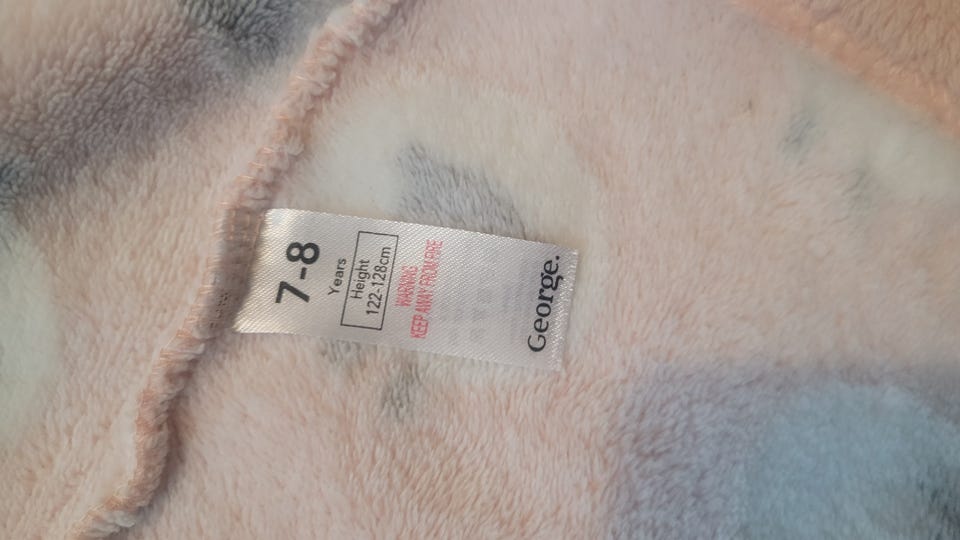 7-8
Years
Height
122-128cm
WARNING
KEEP AWAY FROM FIRE
George.